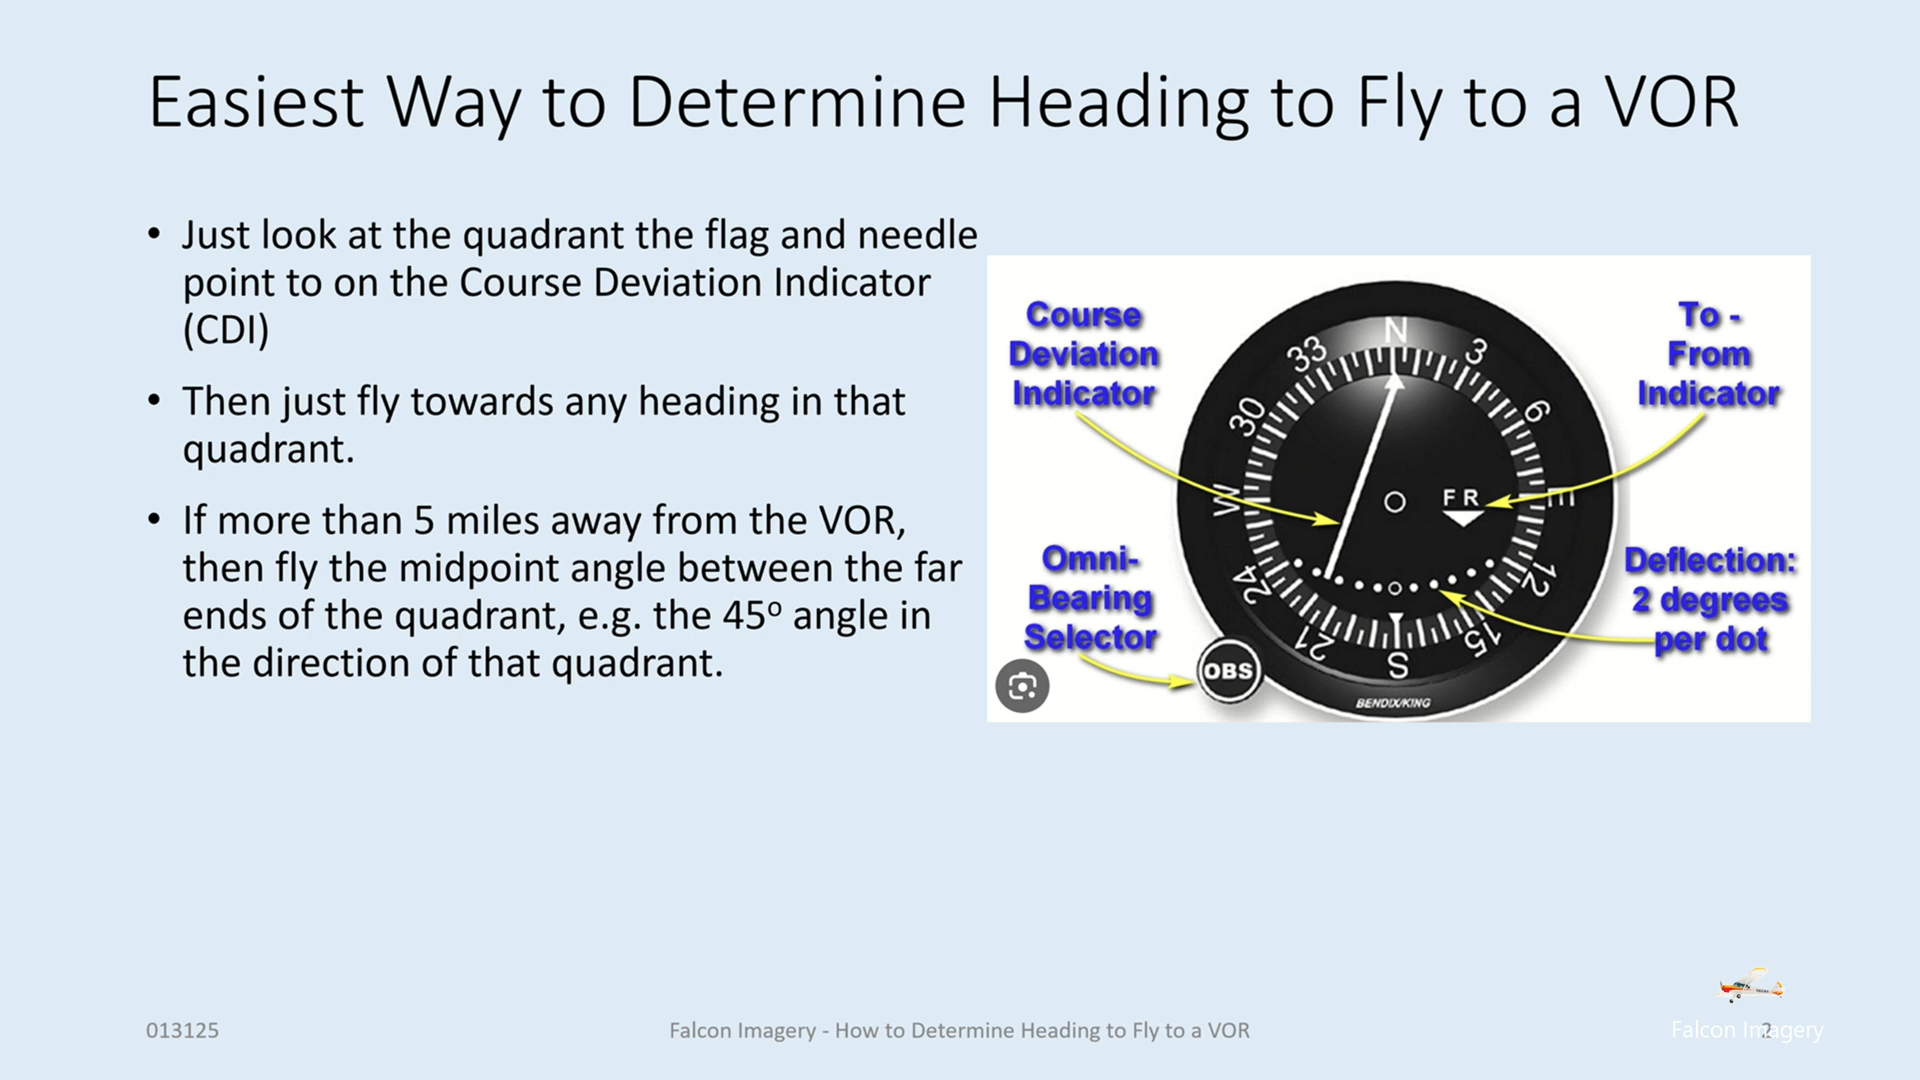 Easiest Way to Determine Heading to Fly to a VOR
• Just look at the quadrant the flag and needle
point to on the Course Deviation Indicator
(CDI)
• Then just fly towards any heading in that
quadrant.
• If more than 5 miles away from the VOR,
then fly the midpoint angle between the far
ends of the quadrant, e.g. the 45º angle in
the direction of that quadrant.
Course
Deviation
Indicator
To -
From
Indicator
Omni-
Bearing
Selector
Deflection:
2 degrees
per dot
N
3
6
E
12
15
S
21
24
W
30
33
FR
OBS
BENDIX/KING
013125
Falcon Imagery - How to Determine Heading to Fly to a VOR
2
Falcon Imagery